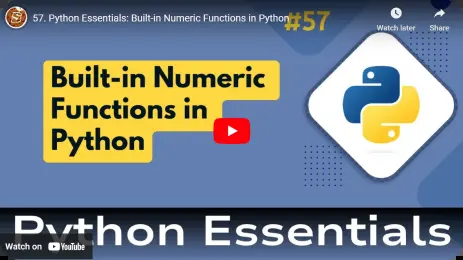 57. Python Essentials: Built-in Numeric Functions in Python
#57
Watch later
Share
Built-in Numeric
Functions in
Python
Python Essentials
Watch on YouTube